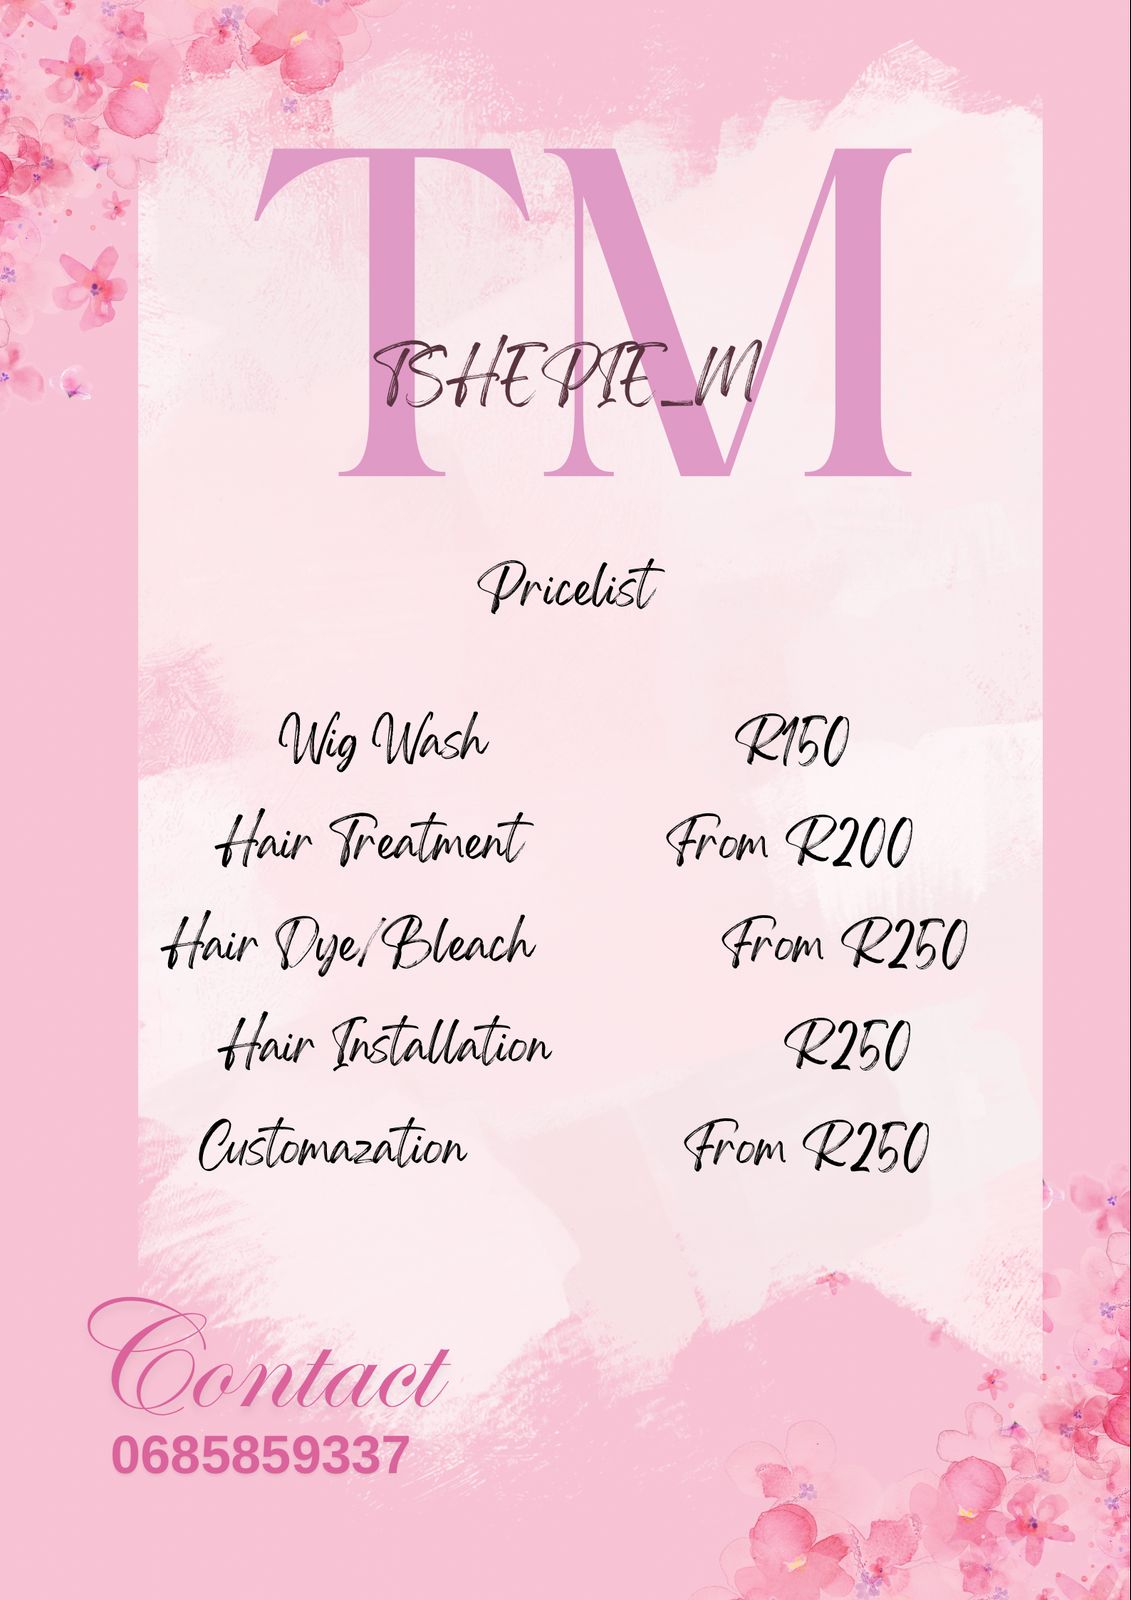 TM
TSHEPIE_M
Pricelist
Wig Wash R150
Hair Treatment From R200
Hair Dye/Bleach From R250
Hair Installation R250
Customazation From R250
Contact
0685859337